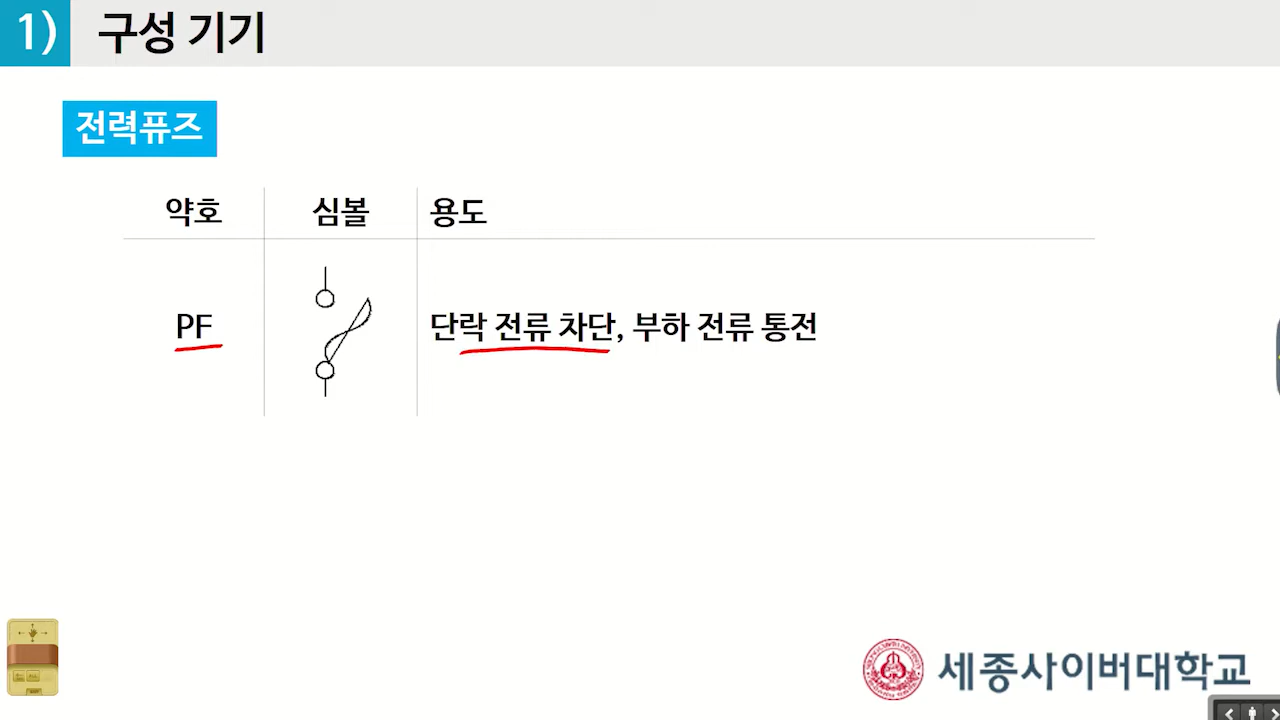 1) 구성 기기
전력퓨즈
약호 심볼 용도
PF 단락 전류 차단, 부하 전류 통전
세종사이버대학교